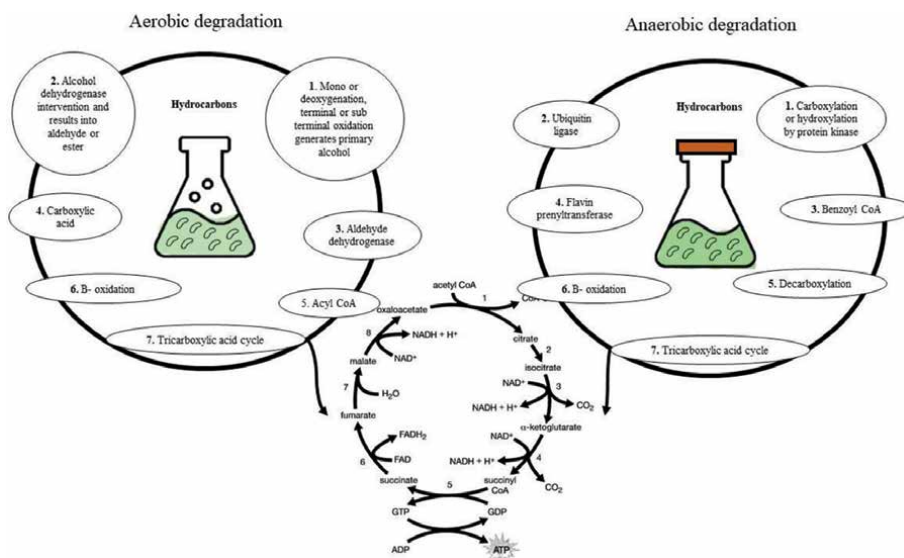 Aerobic degradation
2. Alcohol
dehydrogenase
intervention and
results into
aldehyde or
ester
Hydrocarbons
1. Mono or
deoxygenation,
terminal or sub
terminal oxidation
generates primary
alcohol
4. Carboxylic
acid
3. Aldehyde
dehydrogenase
6. B- oxidation
5. Acyl CoA
7. Tricarboxylic acid cycle
Anaerobic degradation
2. Ubiquitin
ligase
Hydrocarbons
1. Carboxylation
or hydroxylation
by protein kinase
4. Flavin
prenyltransferase
3. Benzoyl CoA
6. B- oxidation
5. Decarboxylation
7. Tricarboxylic acid cycle
acetyl CoA
oxaloacetate
1
citrate
2
isocitrate
NAD⁺
3
NADH + H⁺
CO₂
α-ketoglutarate
NAD⁺
4
NADH + H⁺
CO₂
succinyl
CoA
5
GTP
GDP
ADP
ATP
succinate
6
FADH₂
FAD
fumarate
7
H₂O
malate
8
NADH + H⁺
NAD⁺